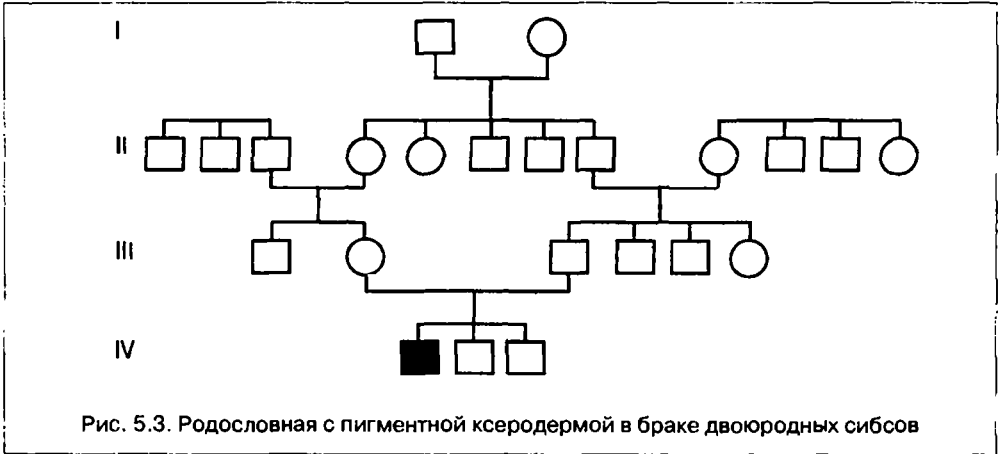 I
II
III
IV
Рис. 5.3. Родословная с пигментной ксеродермой в браке двоюродных сибсов